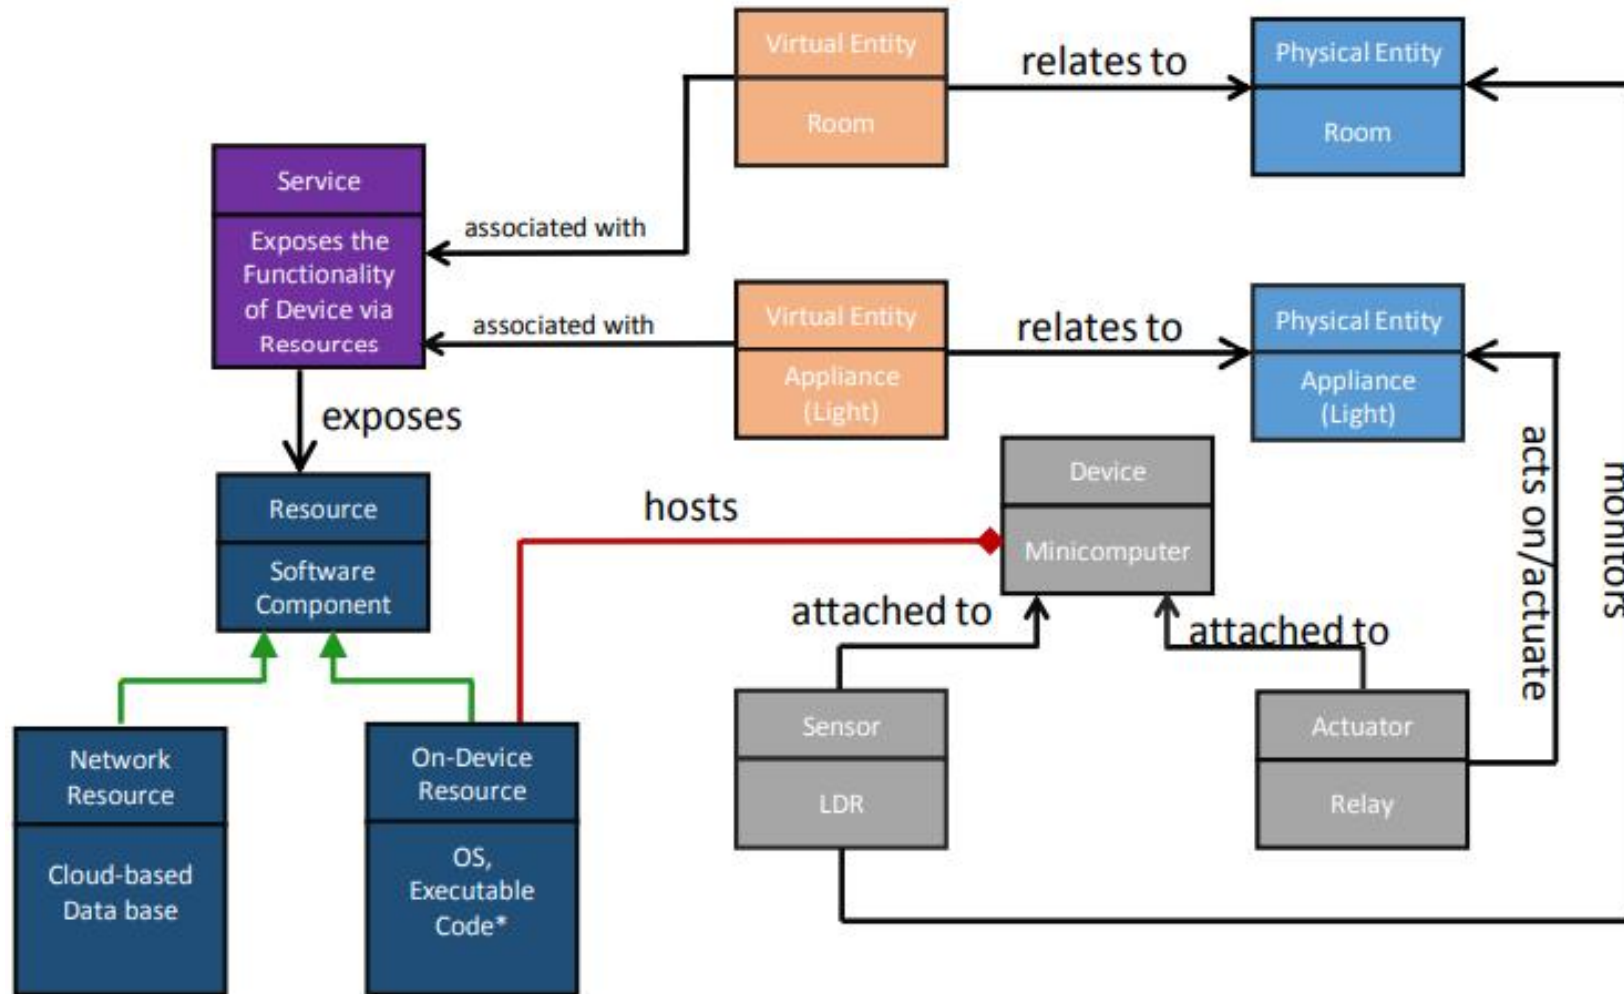 Virtual Entity
Room
relates to
Physical Entity
Room
Service
Exposes the
Functionality
of Device via
Resources
associated with
associated with
Virtual Entity
Appliance
(Light)
relates to
Physical Entity
Appliance
(Light)
exposes
Resource
Software
Component
hosts
Device
Minicomputer
acts on/actuate
monitors
attached to
attached to
Network
Resource
Cloud-based
Data base
On-Device
Resource
OS,
Executable
Code*
Sensor
LDR
Actuator
Relay